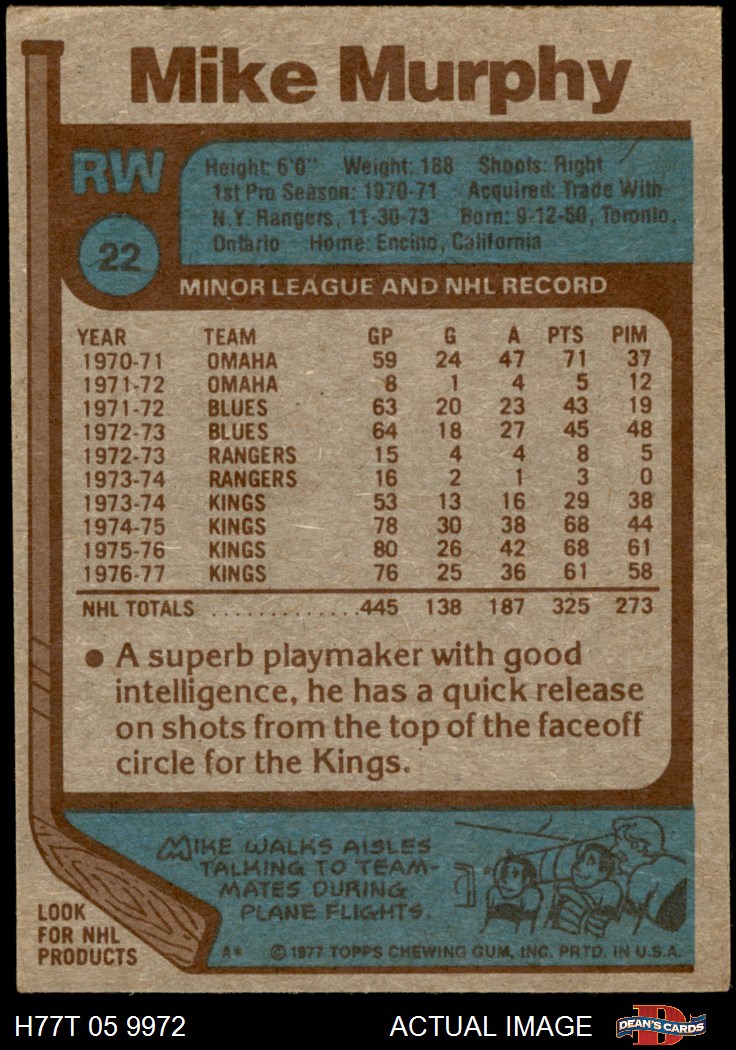 Mike Murphy
RW
22
Height: 6'0" Weight: 188 Shoots: Right
1st Pro Season: 1970-71 Acquired: Trade With
N.Y. Rangers, 11-30-73 Born: 9-12-50, Toronto,
Ontario Home: Encino, California
MINOR LEAGUE AND NHL RECORD
YEAR TEAM GP G A PTS PIM
1970-71 OMAHA 59 24 47 71 37
1971-72 OMAHA 8 1 4 5 12
1971-72 BLUES 63 20 23 43 19
1972-73 BLUES 64 18 27 45 48
1972-73 RANGERS 15 4 4 8 5
1973-74 RANGERS 16 2 1 3 0
1973-74 KINGS 53 13 16 29 38
1974-75 KINGS 78 30 38 68 44
1975-76 KINGS 80 26 42 68 61
1976-77 KINGS 76 25 36 61 58
NHL TOTALS ..............445 138 187 325 273
● A superb playmaker with good
intelligence, he has a quick release
on shots from the top of the faceoff
circle for the Kings.
MIKE WALKS AISLES
TALKING TO TEAM-
MATES DURING
PLANE FLIGHTS.
LOOK
FOR NHL
PRODUCTS
A* © 1977 TOPPS CHEWING GUM, INC. PRTD. IN U.S.A.
H77T 05 9972 ACTUAL IMAGE D DEAN'S CARDS